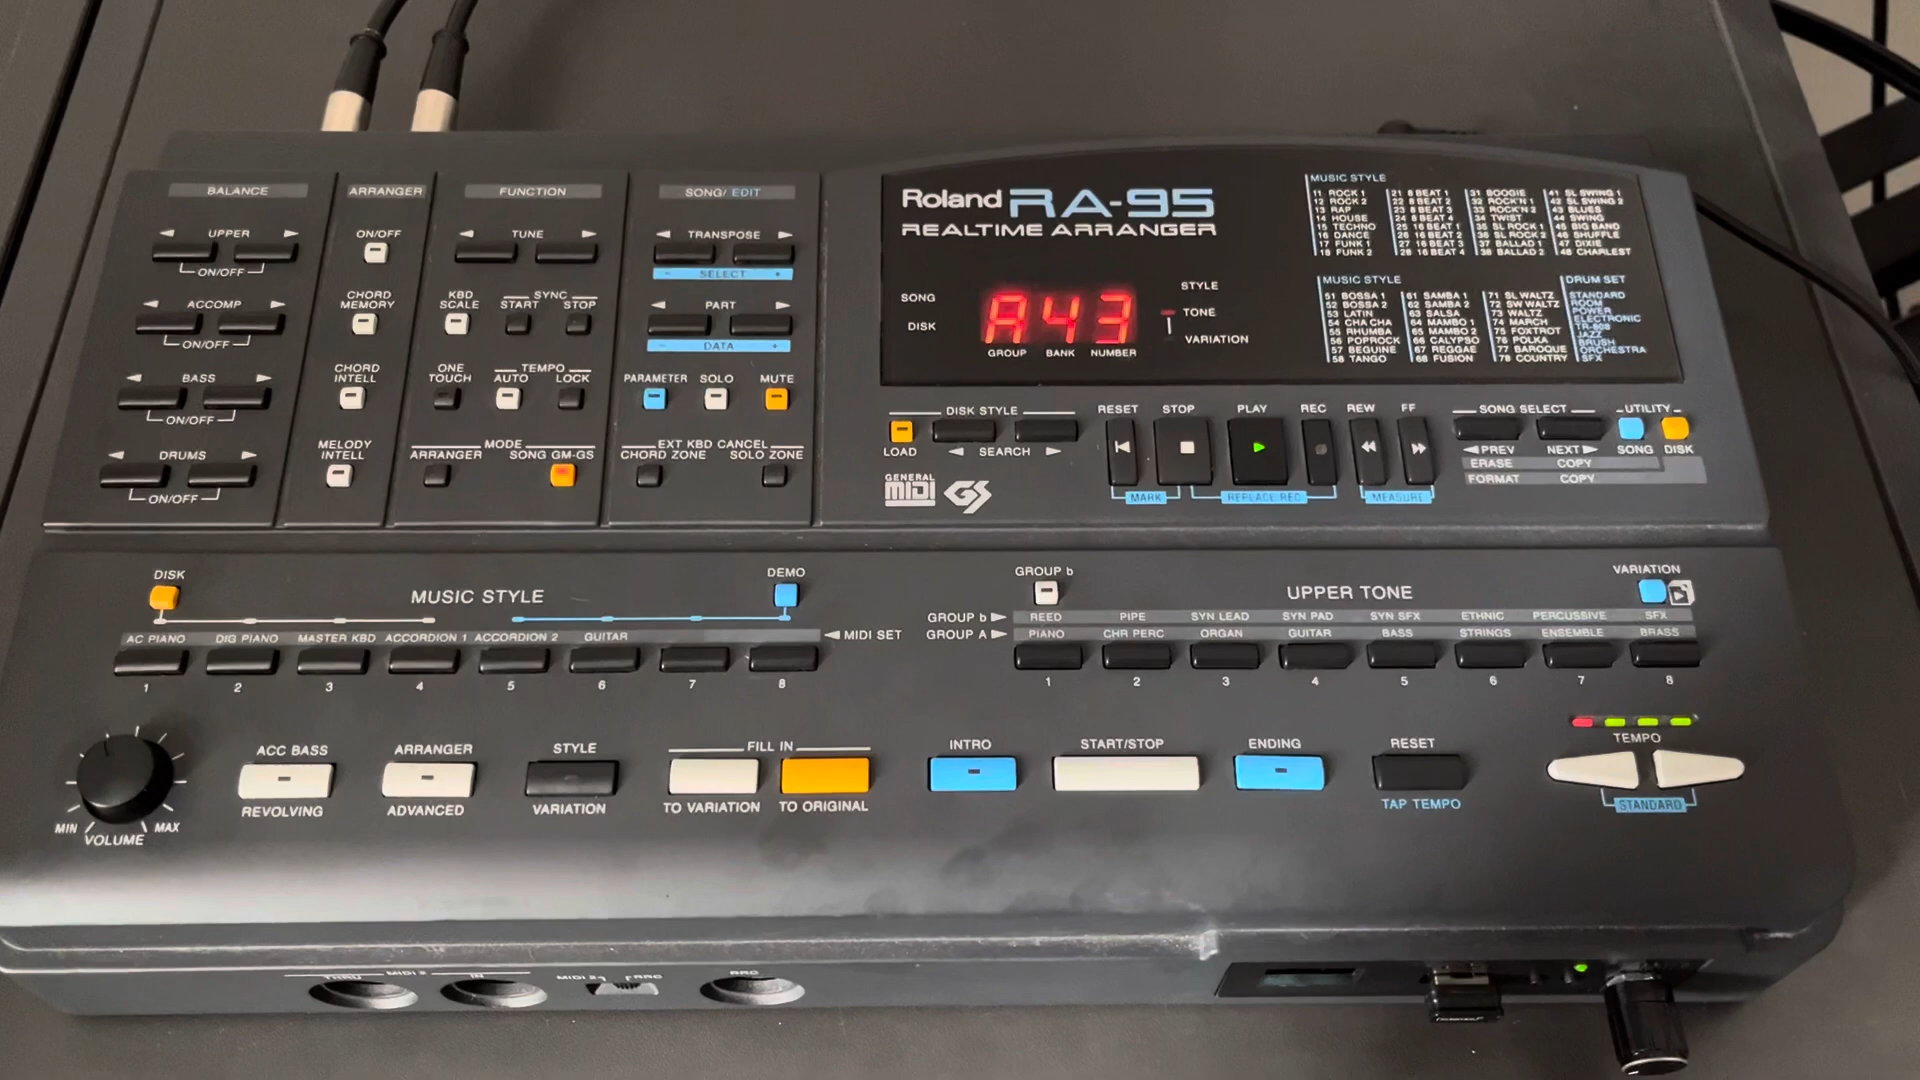 BALANCE
ARRANGER
FUNCTION
SONG/ EDIT
UPPER
ON/OFF
ON/OFF
TUNE
TRANSPOSE
- SELECT +
ACCOMP
ON/OFF
CHORD
MEMORY
KBD
SCALE
SYNC
START STOP
PART
- DATA +
BASS
ON/OFF
CHORD
INTELL
ONE
TOUCH
TEMPO
AUTO LOCK
PARAMETER SOLO MUTE
DRUMS
ON/OFF
MELODY
INTELL
MODE
ARRANGER SONG GM-GS
EXT KBD CANCEL
CHORD ZONE SOLO ZONE
Roland RA-95
REALTIME ARRANGER
SONG
DISK
A43
GROUP BANK NUMBER
STYLE
TONE
VARIATION
MUSIC STYLE
11 ROCK 1
12 ROCK 2
13 RAP
14 HOUSE
15 TECHNO
16 DANCE
17 FUNK 1
18 FUNK 2
21 8 BEAT 1
22 8 BEAT 2
23 8 BEAT 3
24 8 BEAT 4
25 16 BEAT 1
26 16 BEAT 2
27 16 BEAT 3
28 16 BEAT 4
31 BOOGIE
32 ROCK'N 1
33 ROCK'N 2
34 TWIST
35 SL ROCK 1
36 SL ROCK 2
37 BALLAD 1
38 BALLAD 2
41 SL SWING 1
42 SL SWING 2
43 BLUES
44 SWING
45 BIG BAND
46 SHUFFLE
47 DIXIE
48 CHARLEST
MUSIC STYLE
51 BOSSA 1
52 BOSSA 2
53 LATIN
54 CHA CHA
55 RHUMBA
56 POPROCK
57 BEGUINE
58 TANGO
61 SAMBA 1
62 SAMBA 2
63 SALSA
64 MAMBO 1
65 MAMBO 2
66 CALYPSO
67 REGGAE
68 FUSION
71 SL WALTZ
72 SW WALTZ
73 WALTZ
74 MARCH
75 FOXTROT
76 POLKA
77 BAROQUE
78 COUNTRY
DRUM SET
STANDARD
ROOM
POWER
ELECTRONIC
TR-808
JAZZ
BRUSH
ORCHESTRA
SFX
LOAD
DISK STYLE
SEARCH
RESET STOP PLAY REC REW FF
MARK
REPLACE REC
MEASURE
SONG SELECT
PREV NEXT
UTILITY
SONG DISK
ERASE COPY
FORMAT COPY
GENERAL
MIDI GS
DISK
MUSIC STYLE
DEMO
AC PIANO DIG PIANO MASTER KBD ACCORDION 1 ACCORDION 2 GUITAR
MIDI SET
1 2 3 4 5 6 7 8
GROUP b
UPPER TONE
VARIATION
GROUP b REED PIPE SYN LEAD SYN PAD SYN SFX ETHNIC PERCUSSIVE SFX
GROUP A PIANO CHR PERC ORGAN GUITAR BASS STRINGS ENSEMBLE BRASS
1 2 3 4 5 6 7 8
MIN MAX
VOLUME
ACC BASS
REVOLVING
ARRANGER
ADVANCED
STYLE
VARIATION
FILL IN
TO VARIATION TO ORIGINAL
INTRO
START/STOP
ENDING
RESET
TAP TEMPO
TEMPO
STANDARD
THRU MIDI 2 IN
MIDI 2 RRC
RRC